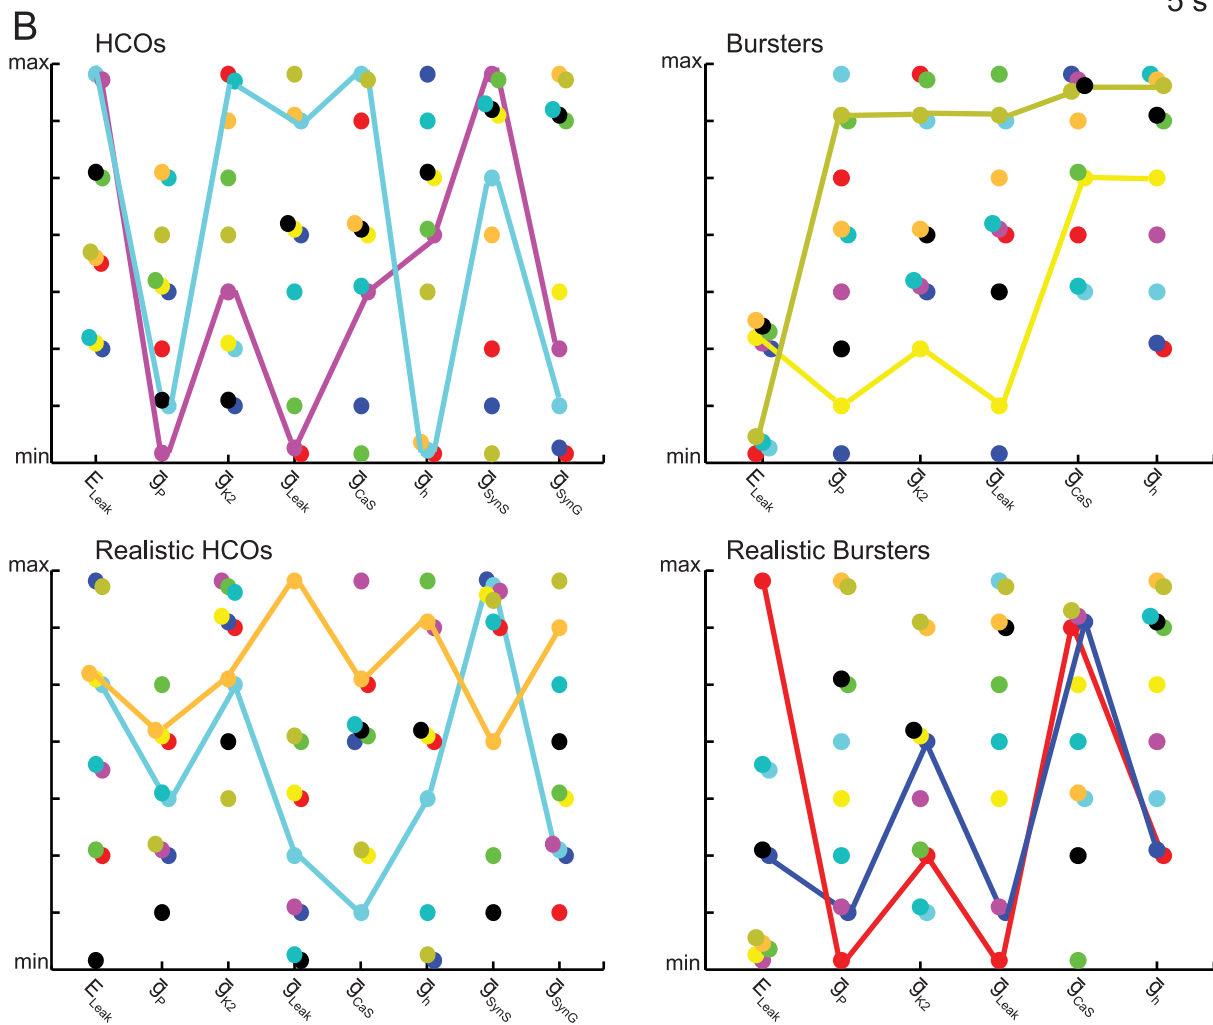 5 s
B
HCOs
Bursters
max
max
min
min
E_Leak ḡ_P ḡ_K2 ḡ_Leak ḡ_CaS ḡ_h ḡ_SynS ḡ_SynG
E_Leak ḡ_P ḡ_K2 ḡ_Leak ḡ_CaS ḡ_h
Realistic HCOs
Realistic Bursters
max
max
min
min
E_Leak ḡ_P ḡ_K2 ḡ_Leak ḡ_CaS ḡ_h ḡ_SynS ḡ_SynG
E_Leak ḡ_P ḡ_K2 ḡ_Leak ḡ_CaS ḡ_h